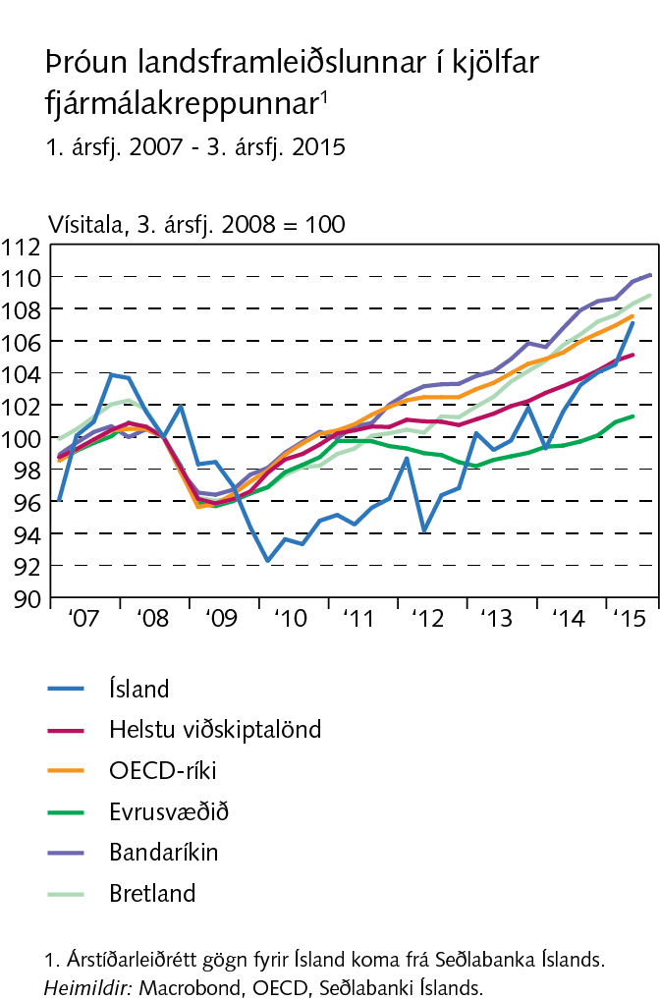 Þróun landsframleiðslunnar í kjölfar
fjármálakreppunnar¹
1. ársfj. 2007 - 3. ársfj. 2015
Vísitala, 3. ársfj. 2008 = 100
112
110
108
106
104
102
100
98
96
94
92
90
‘07 ‘08 ‘09 ‘10 ‘11 ‘12 ‘13 ‘14 ‘15
Ísland
Helstu viðskiptalönd
OECD-ríki
Evrusvæðið
Bandaríkin
Bretland
1. Árstíðarleiðrétt gögn fyrir Ísland koma frá Seðlabanka Íslands.
Heimildir: Macrobond, OECD, Seðlabanki Íslands.